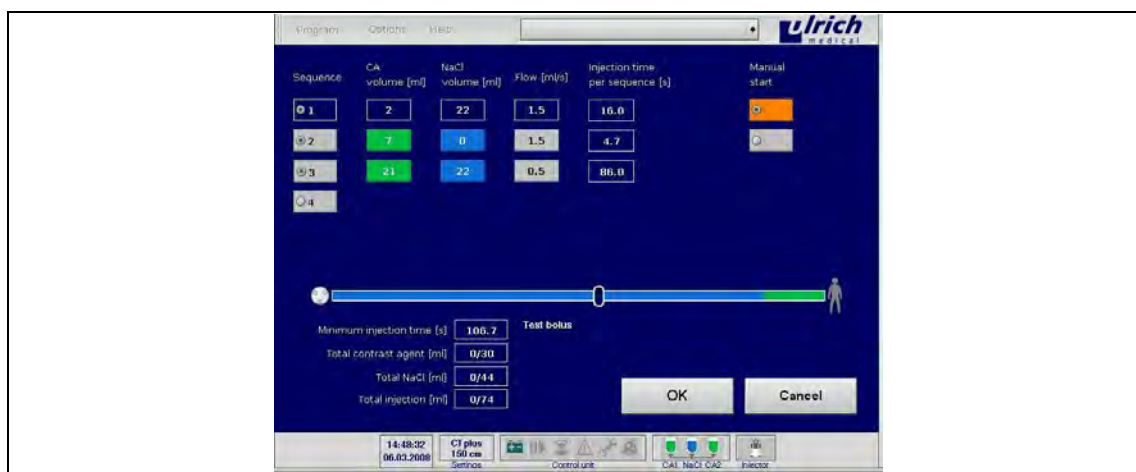 Program Options Help
ulrich
medical
Sequence CA volume [ml] NaCl volume [ml] Flow [ml/s] Injection time per sequence [s] Manual start
1 2 22 1.5 16.0
2 7 0 1.5 4.7
3 21 22 0.5 86.0
4
Minimum injection time [s] 106.7 Test bolus
Total contrast agent [ml] 0/30
Total NaCl [ml] 0/44
Total injection [ml] 0/74
OK Cancel
14:48:32 CT plus
06.03.2008 150 cm
Settings Control unit CA1 NaCl CA2 Injector